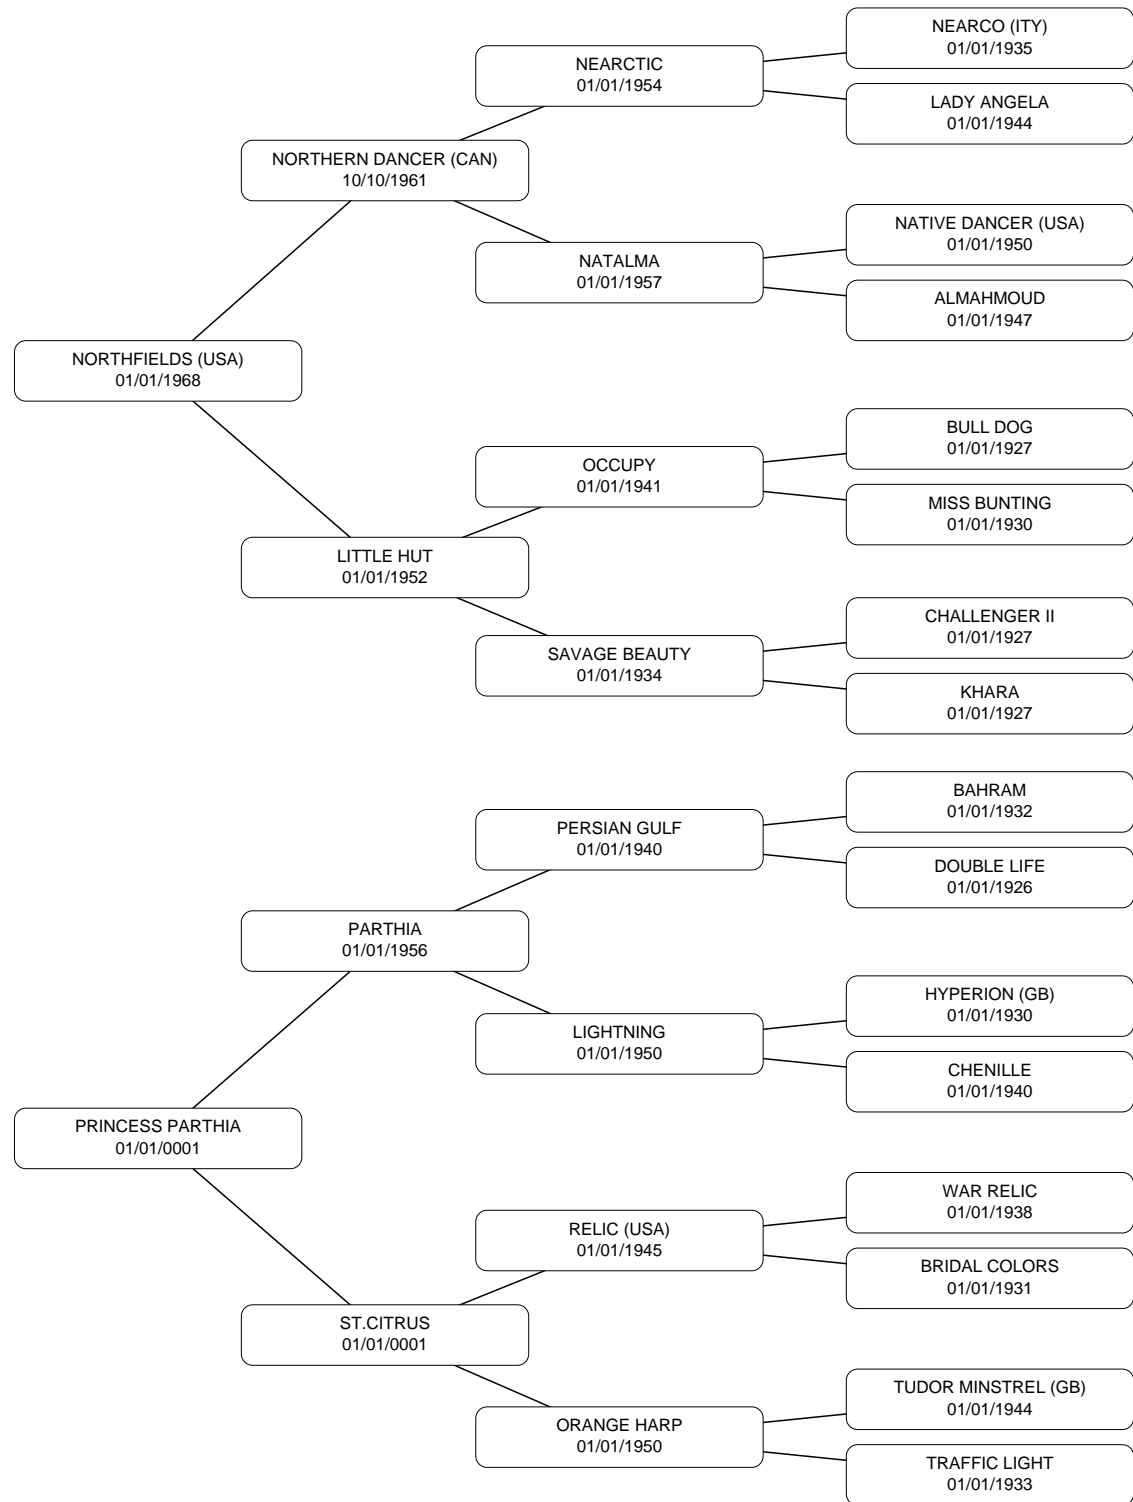 NEARCO (ITY)
01/01/1935
NEARCTIC
01/01/1954
LADY ANGELA
01/01/1944
NORTHERN DANCER (CAN)
10/10/1961
NATIVE DANCER (USA)
01/01/1950
NATALMA
01/01/1957
ALMAHMOUD
01/01/1947
NORTHFIELDS (USA)
01/01/1968
BULL DOG
01/01/1927
OCCUPY
01/01/1941
MISS BUNTING
01/01/1930
LITTLE HUT
01/01/1952
CHALLENGER II
01/01/1927
SAVAGE BEAUTY
01/01/1934
KHARA
01/01/1927
BAHRAM
01/01/1932
PERSIAN GULF
01/01/1940
DOUBLE LIFE
01/01/1926
PARTHIA
01/01/1956
HYPERION (GB)
01/01/1930
LIGHTNING
01/01/1950
CHENILLE
01/01/1940
PRINCESS PARTHIA
01/01/0001
WAR RELIC
01/01/1938
RELIC (USA)
01/01/1945
BRIDAL COLORS
01/01/1931
ST.CITRUS
01/01/0001
TUDOR MINSTREL (GB)
01/01/1944
ORANGE HARP
01/01/1950
TRAFFIC LIGHT
01/01/1933